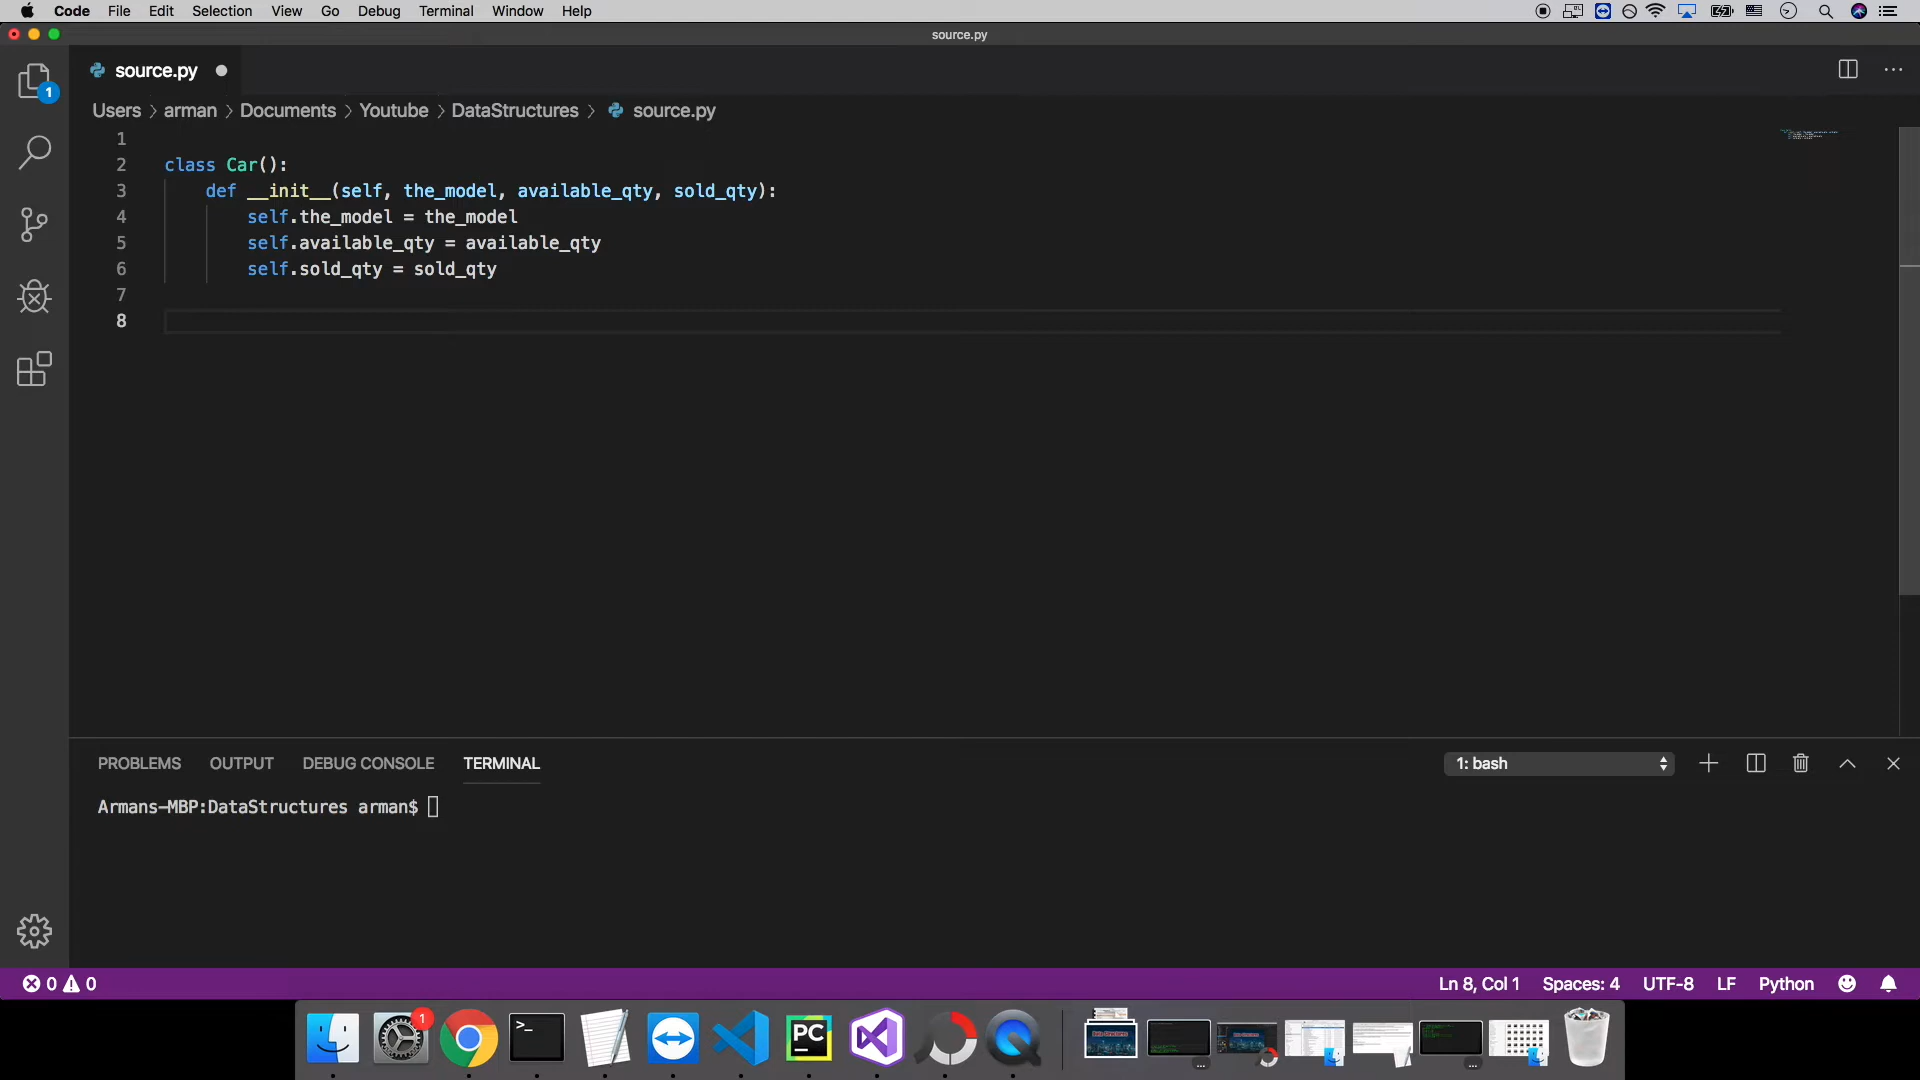 Code File Edit Selection View Go Debug Terminal Window Help
source.py
source.py
1
Users > arman > Documents > Youtube > DataStructures > source.py
1
2 class Car():
3 def __init__(self, the_model, available_qty, sold_qty):
4 self.the_model = the_model
5 self.available_qty = available_qty
6 self.sold_qty = sold_qty
7
8
PROBLEMS OUTPUT DEBUG CONSOLE TERMINAL 1: bash
Armans-MBP:DataStructures arman$
0 0 Ln 8, Col 1 Spaces: 4 UTF-8 LF Python
1
>_
PC